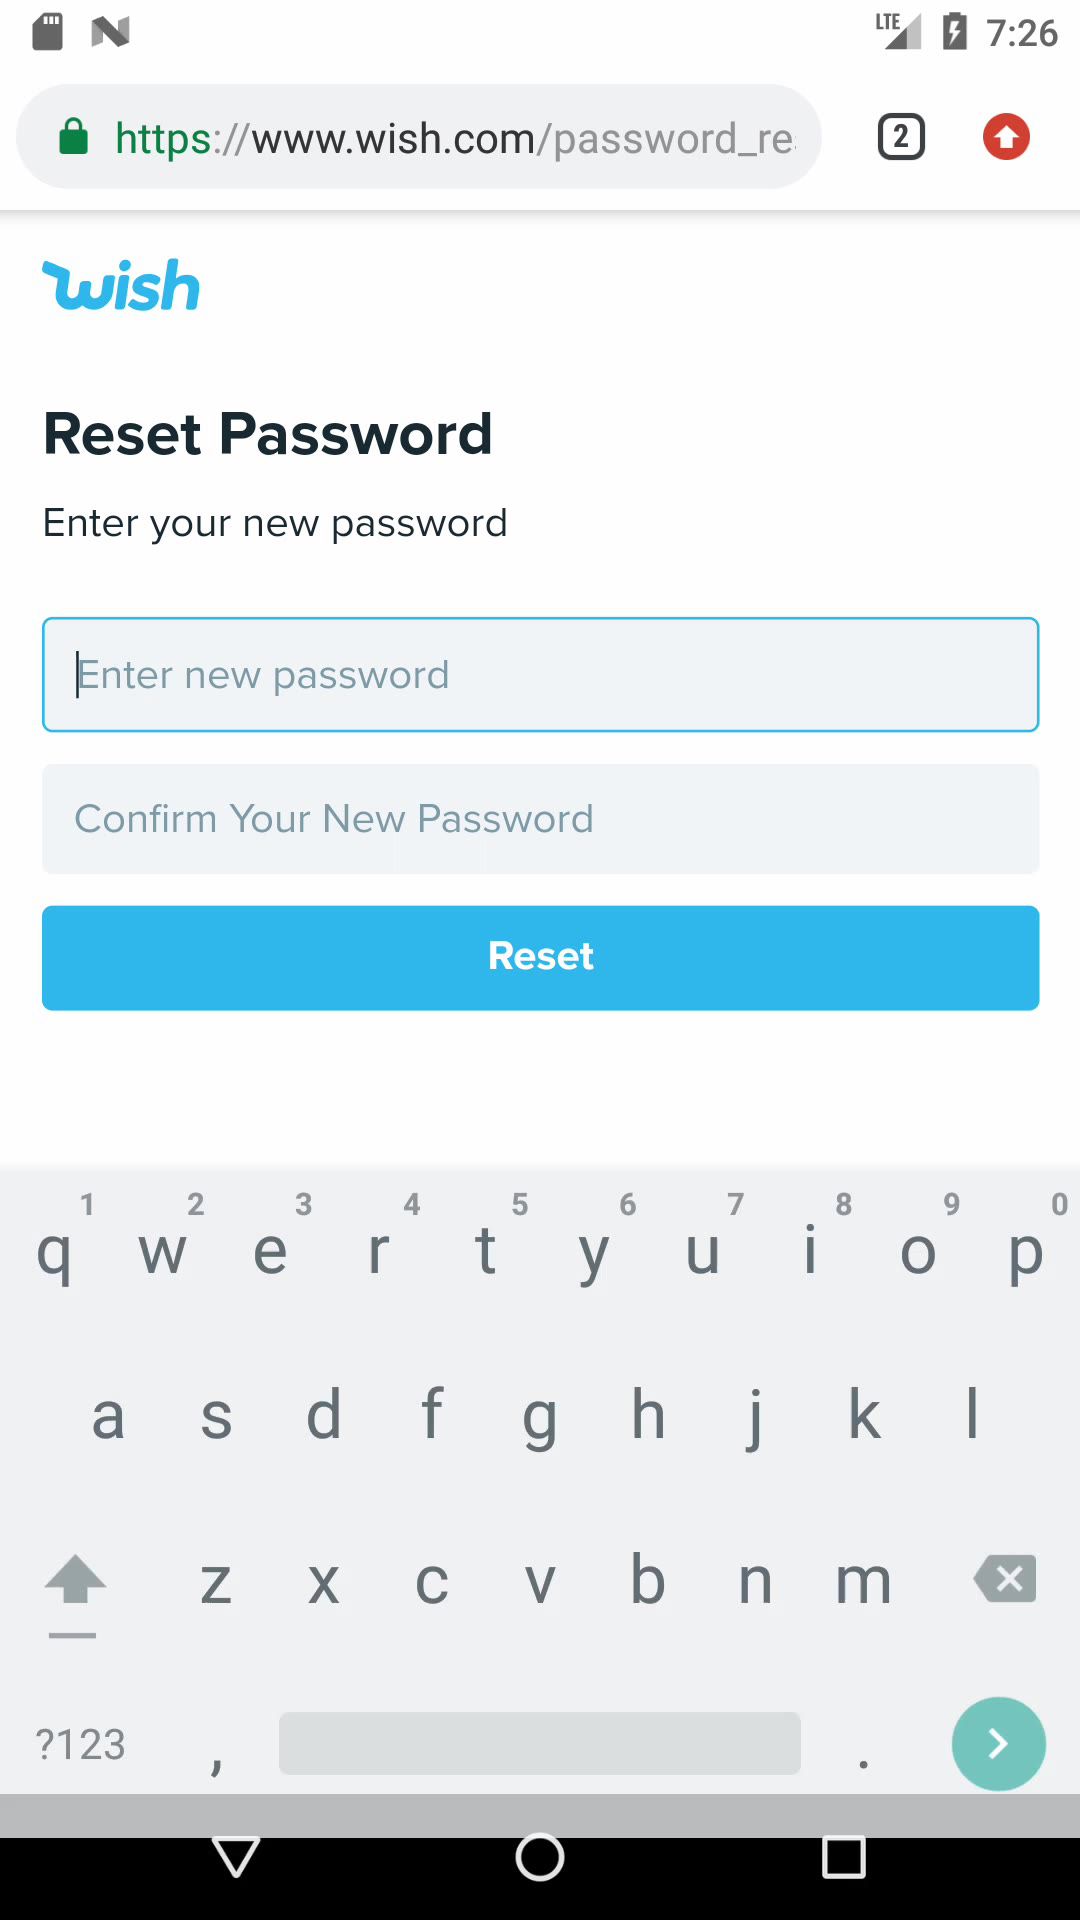 LTE 7:26
https://www.wish.com/password_re
2
wish
Reset Password
Enter your new password
Enter new password
Confirm Your New Password
Reset
1 2 3 4 5 6 7 8 9 0
q w e r t y u i o p
a s d f g h j k l
z x c v b n m
?123 , .